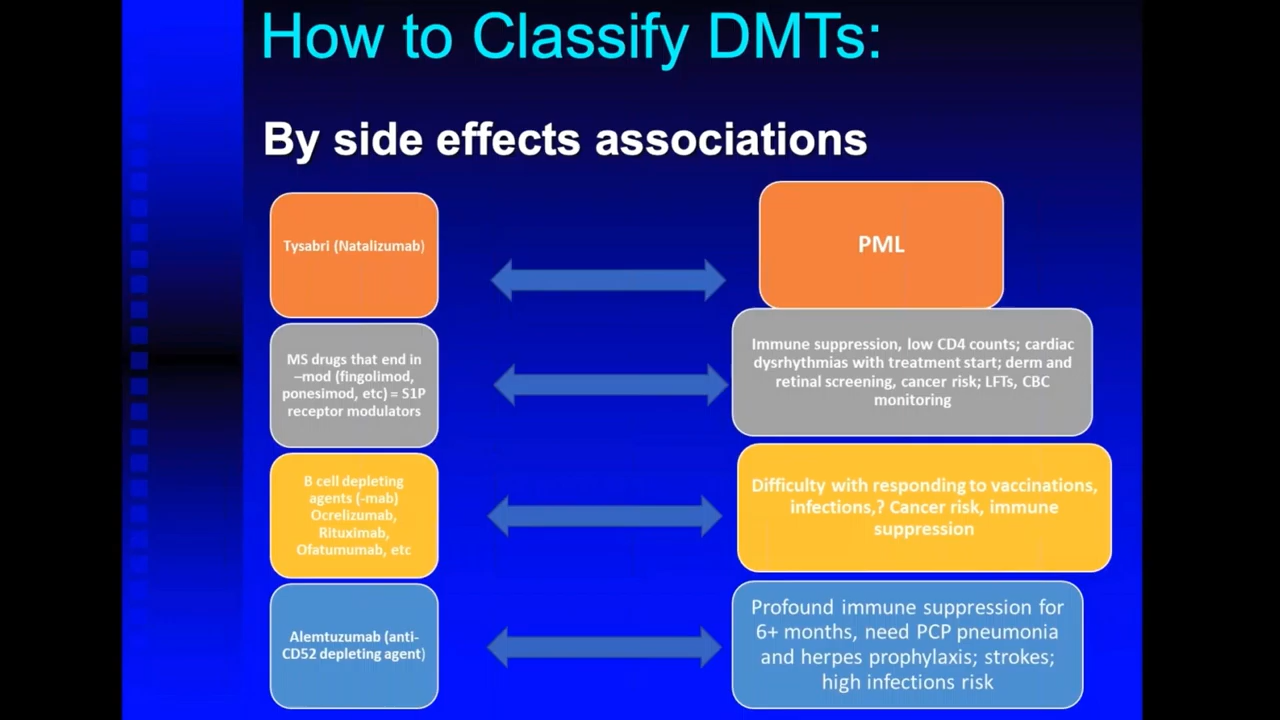 How to Classify DMTs:
By side effects associations
Tysabri (Natalizumab)
PML
MS drugs that end in
–mod (fingolimod,
ponesimod, etc) = S1P
receptor modulators
Immune suppression, low CD4 counts; cardiac
dysrhythmias with treatment start; derm and
retinal screening, cancer risk; LFTs, CBC
monitoring
B cell depleting
agents (-mab)
Ocrelizumab,
Rituximab,
Ofatumumab, etc
Difficulty with responding to vaccinations,
infections,? Cancer risk, immune
suppression
Alemtuzumab (anti-
CD52 depleting agent)
Profound immune suppression for
6+ months, need PCP pneumonia
and herpes prophylaxis; strokes;
high infections risk